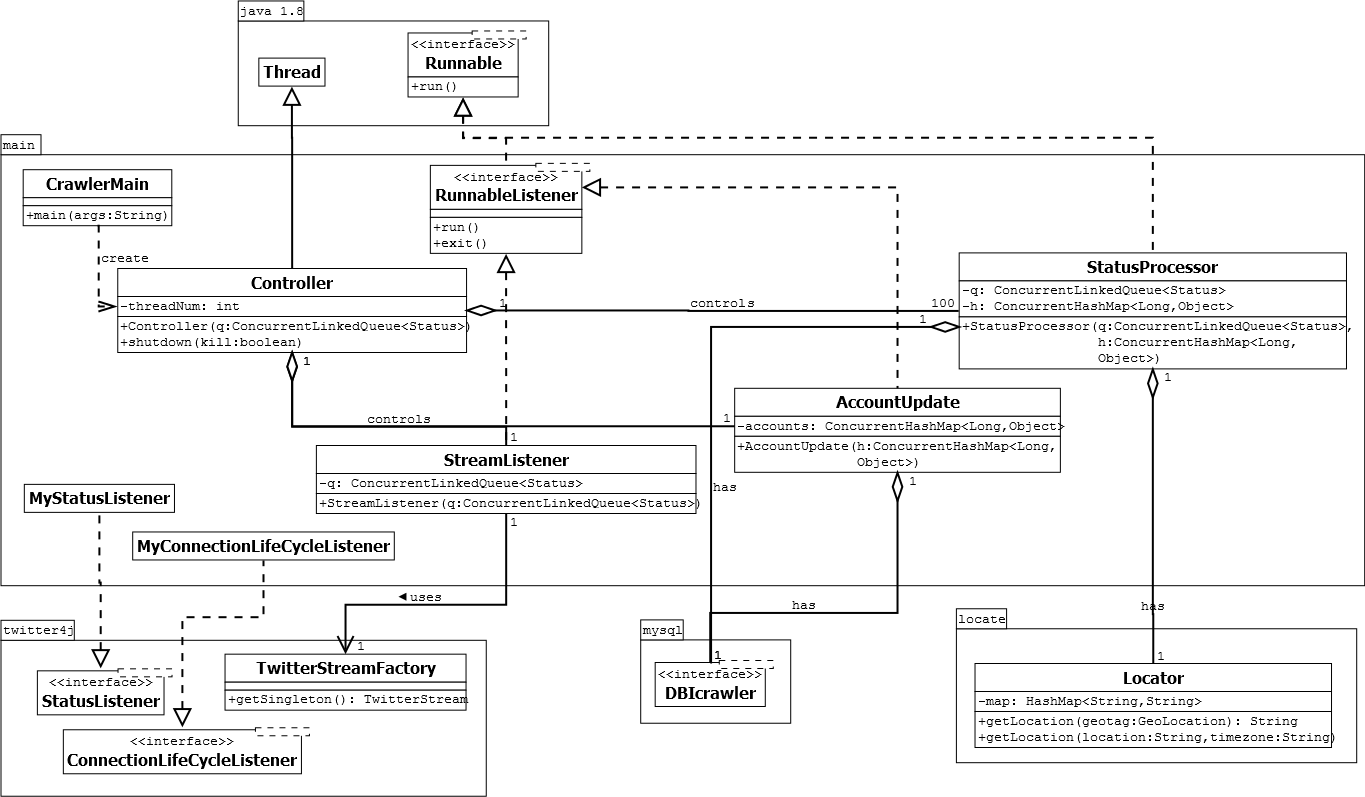 java 1.8
Thread
<<interface>>
Runnable
+run()
main
CrawlerMain
+main(args:String)
create
<<interface>>
RunnableListener
+run()
+exit()
Controller
-threadNum: int
+Controller(q:ConcurrentLinkedQueue<Status>)
+shutdown(kill:boolean)
1
controls
100
StatusProcessor
-q: ConcurrentLinkedQueue<Status>
-h: ConcurrentHashMap<Long,Object>
+StatusProcessor(q:ConcurrentLinkedQueue<Status>,
h:ConcurrentHashMap<Long,
Object>)
1
1
1
controls
1
1
AccountUpdate
-accounts: ConcurrentHashMap<Long,Object>
+AccountUpdate(h:ConcurrentHashMap<Long,
Object>)
1
StreamListener
-q: ConcurrentLinkedQueue<Status>
+StreamListener(q:ConcurrentLinkedQueue<Status>)
1
has
MyStatusListener
MyConnectionLifeCycleListener
◄uses
has
has
twitter4j
<<interface>>
StatusListener
1
TwitterStreamFactory
+getSingleton(): TwitterStream
<<interface>>
ConnectionLifeCycleListener
mysql
1
<<interface>>
DBIcrawler
locate
1
Locator
-map: HashMap<String,String>
+getLocation(geotag:GeoLocation): String
+getLocation(location:String,timezone:String)